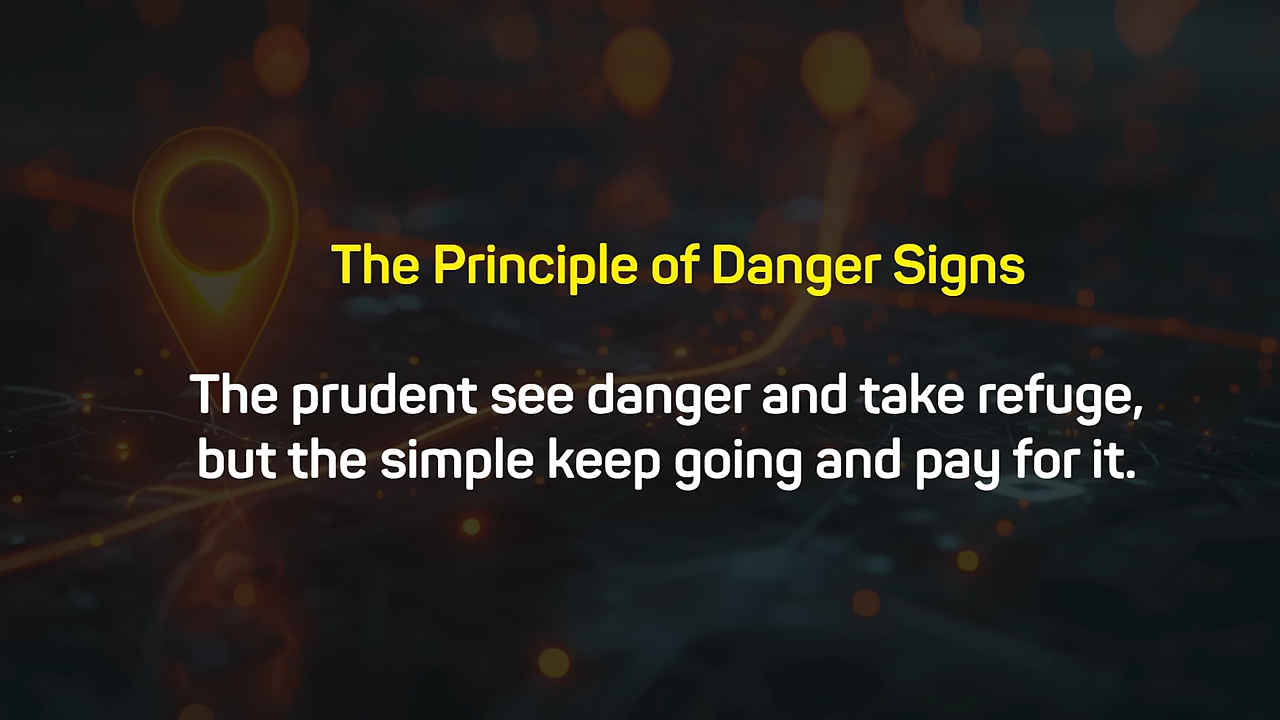 The Principle of Danger Signs
The prudent see danger and take refuge,
but the simple keep going and pay for it.